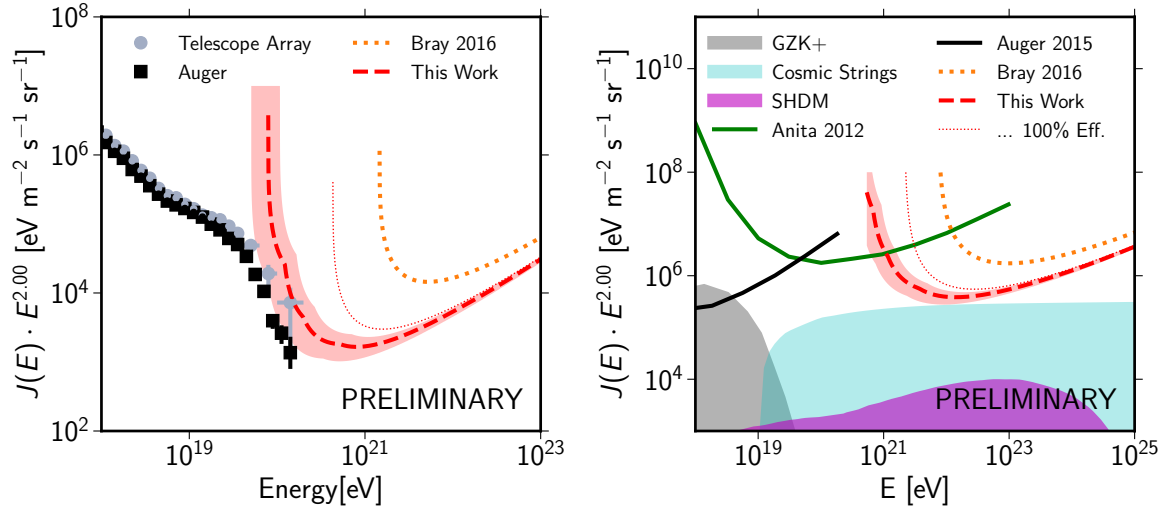 J(E) · E^2.00 [eV m^−2 s^−1 sr^−1]
10^8
10^6
10^4
10^2
Telescope Array
Auger
Bray 2016
This Work
PRELIMINARY
10^19 10^21 10^23
Energy[eV]
J(E) · E^2.00 [eV m^−2 s^−1 sr^−1]
10^10
10^8
10^6
10^4
GZK+
Cosmic Strings
SHDM
Anita 2012
Auger 2015
Bray 2016
This Work
... 100% Eff.
PRELIMINARY
10^19 10^21 10^23 10^25
E [eV]